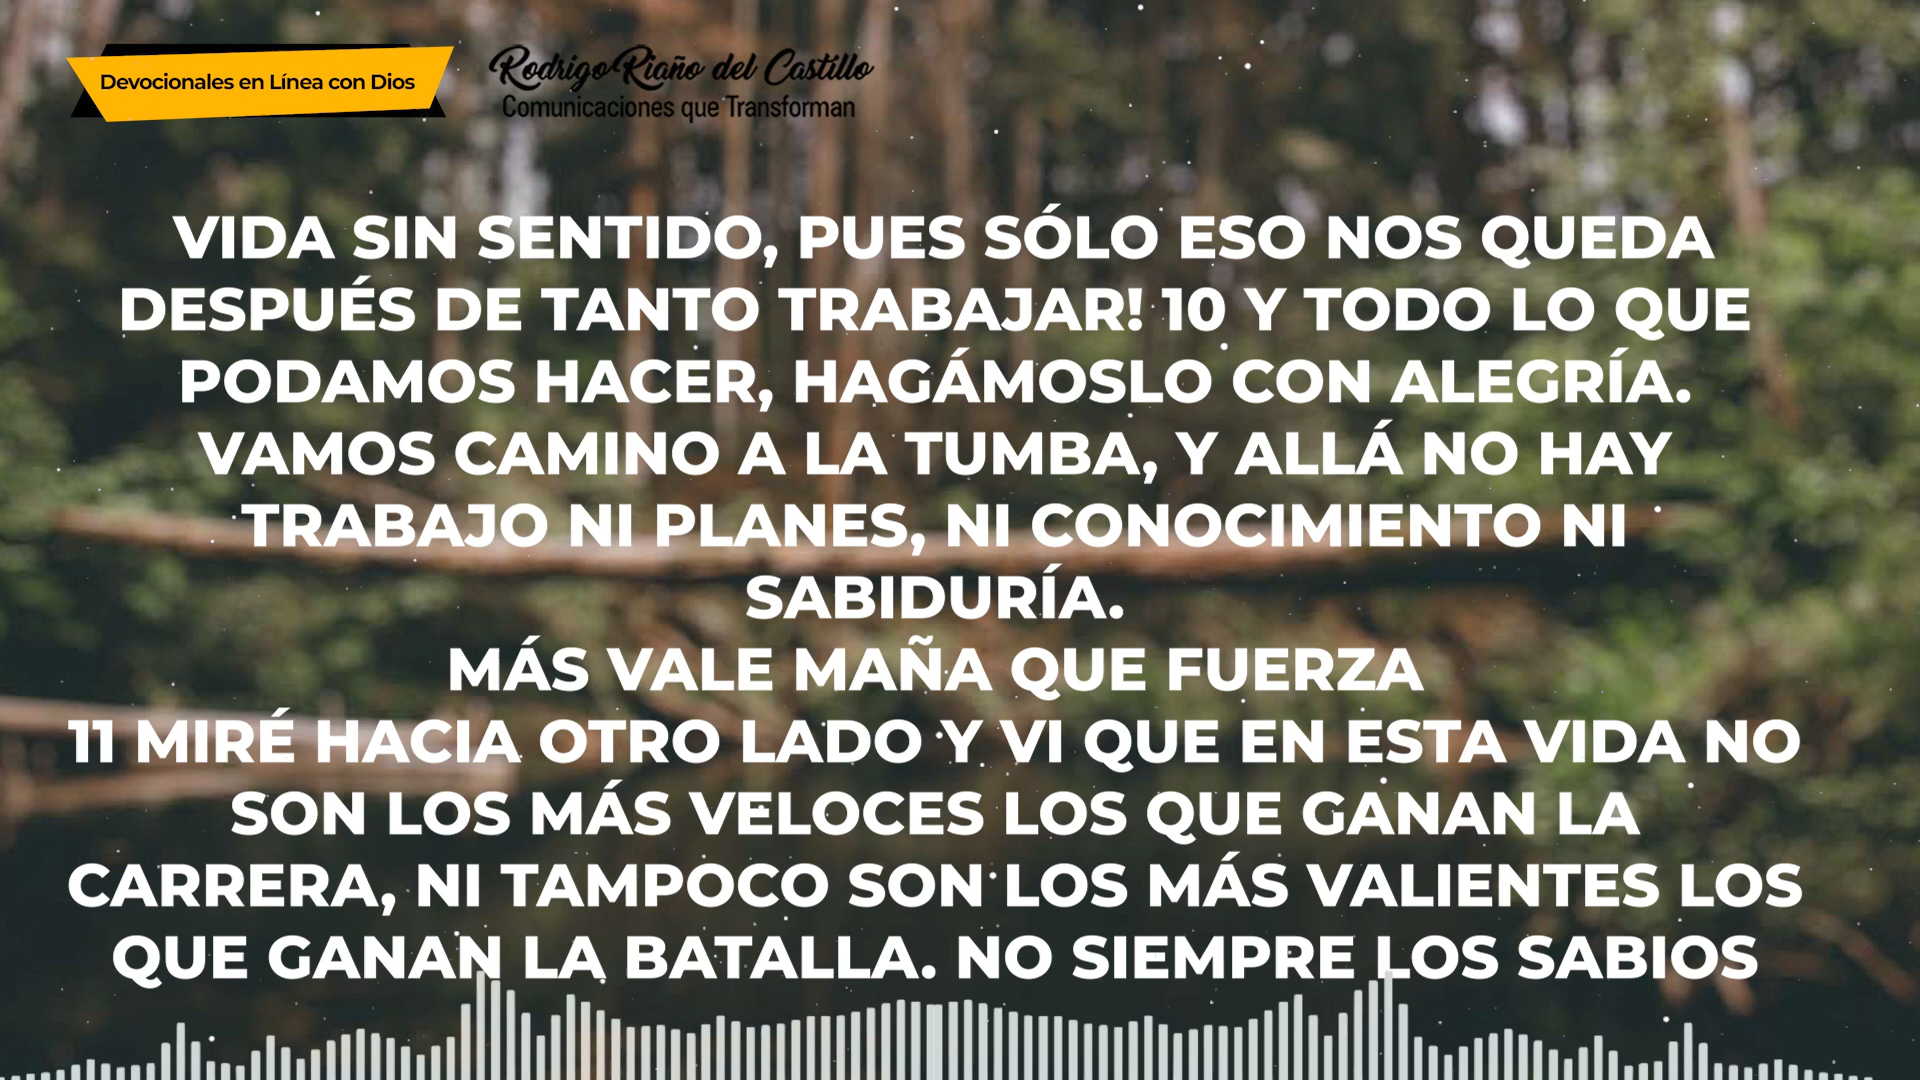 Devocionales en Línea con Dios
Rodrigo Riaño del Castillo
Comunicaciones que Transforman
VIDA SIN SENTIDO, PUES SÓLO ESO NOS QUEDA
DESPUÉS DE TANTO TRABAJAR! 10 Y TODO LO QUE
PODAMOS HACER, HAGÁMOSLO CON ALEGRÍA.
VAMOS CAMINO A LA TUMBA, Y ALLÁ NO HAY
TRABAJO NI PLANES, NI CONOCIMIENTO NI
SABIDURÍA.
MÁS VALE MAÑA QUE FUERZA
11 MIRÉ HACIA OTRO LADO Y VI QUE EN ESTA VIDA NO
SON LOS MÁS VELOCES LOS QUE GANAN LA
CARRERA, NI TAMPOCO SON LOS MÁS VALIENTES LOS
QUE GANAN LA BATALLA. NO SIEMPRE LOS SABIOS